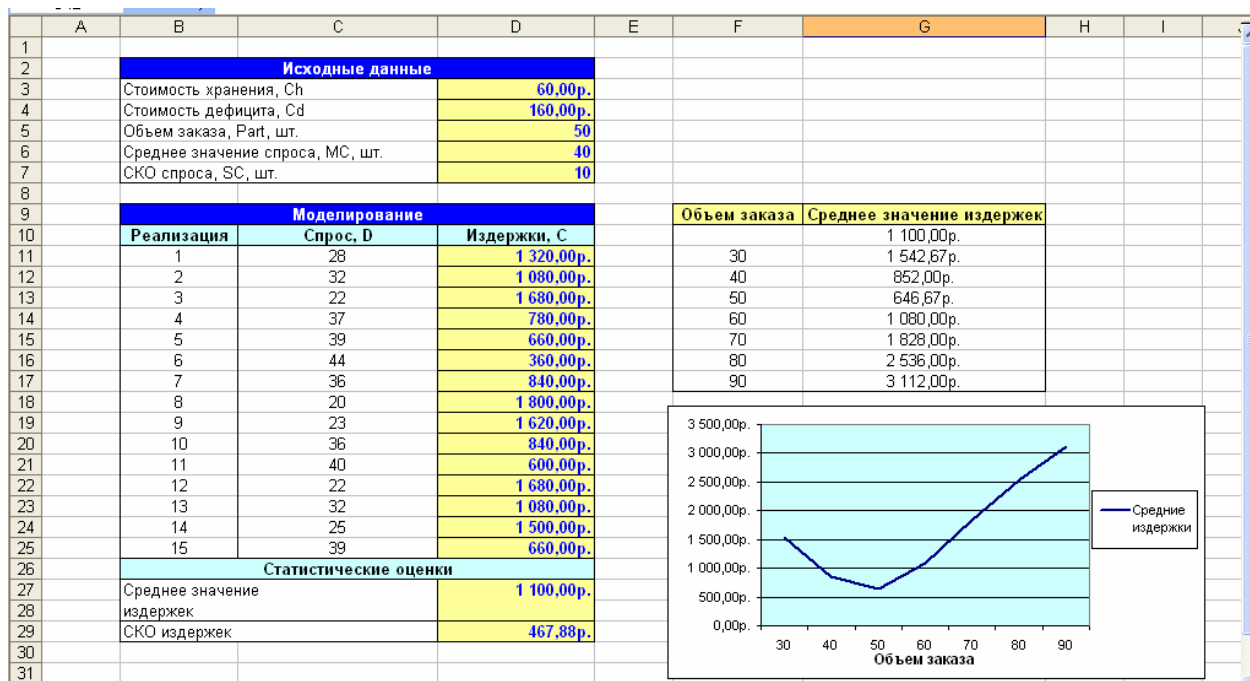 A B C D E F G H I
1
2 Исходные данные
3 Стоимость хранения, Ch 60,00р.
4 Стоимость дефицита, Cd 160,00р.
5 Объем заказа, Part, шт. 50
6 Среднее значение спроса, МС, шт. 40
7 СКО спроса, SC, шт. 10
8
9 Моделирование Объем заказа Среднее значение издержек
10 Реализация Спрос, D Издержки, С 1 100,00р.
11 1 28 1 320,00р. 30 1 542,67р.
12 2 32 1 080,00р. 40 852,00р.
13 3 22 1 680,00р. 50 646,67р.
14 4 37 780,00р. 60 1 080,00р.
15 5 39 660,00р. 70 1 828,00р.
16 6 44 360,00р. 80 2 536,00р.
17 7 36 840,00р. 90 3 112,00р.
18 8 20 1 800,00р.
19 9 23 1 620,00р.
20 10 36 840,00р.
21 11 40 600,00р.
22 12 22 1 680,00р.
23 13 32 1 080,00р.
24 14 25 1 500,00р.
25 15 39 660,00р.
26 Статистические оценки
27 Среднее значение 1 100,00р.
28 издержек
29 СКО издержек 467,88р.
30
31
3 500,00р.
3 000,00р.
2 500,00р.
2 000,00р.
1 500,00р.
1 000,00р.
500,00р.
0,00р.
30 40 50 60 70 80 90
Объем заказа
Средние
издержки